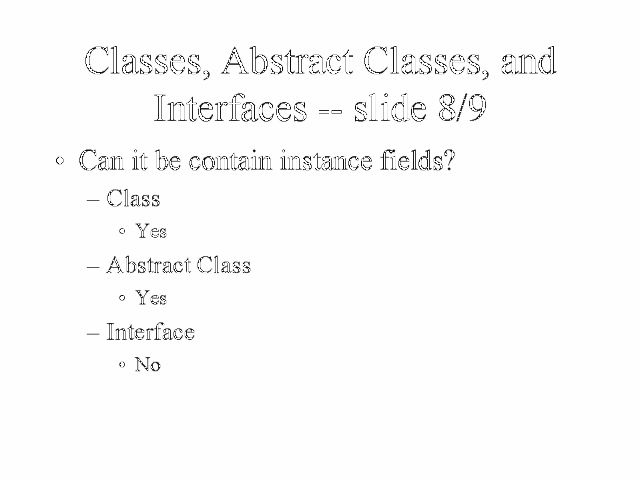 Classes, Abstract Classes, and
Interfaces -- slide 8/9
• Can it be contain instance fields?
– Class
• Yes
– Abstract Class
• Yes
– Interface
• No